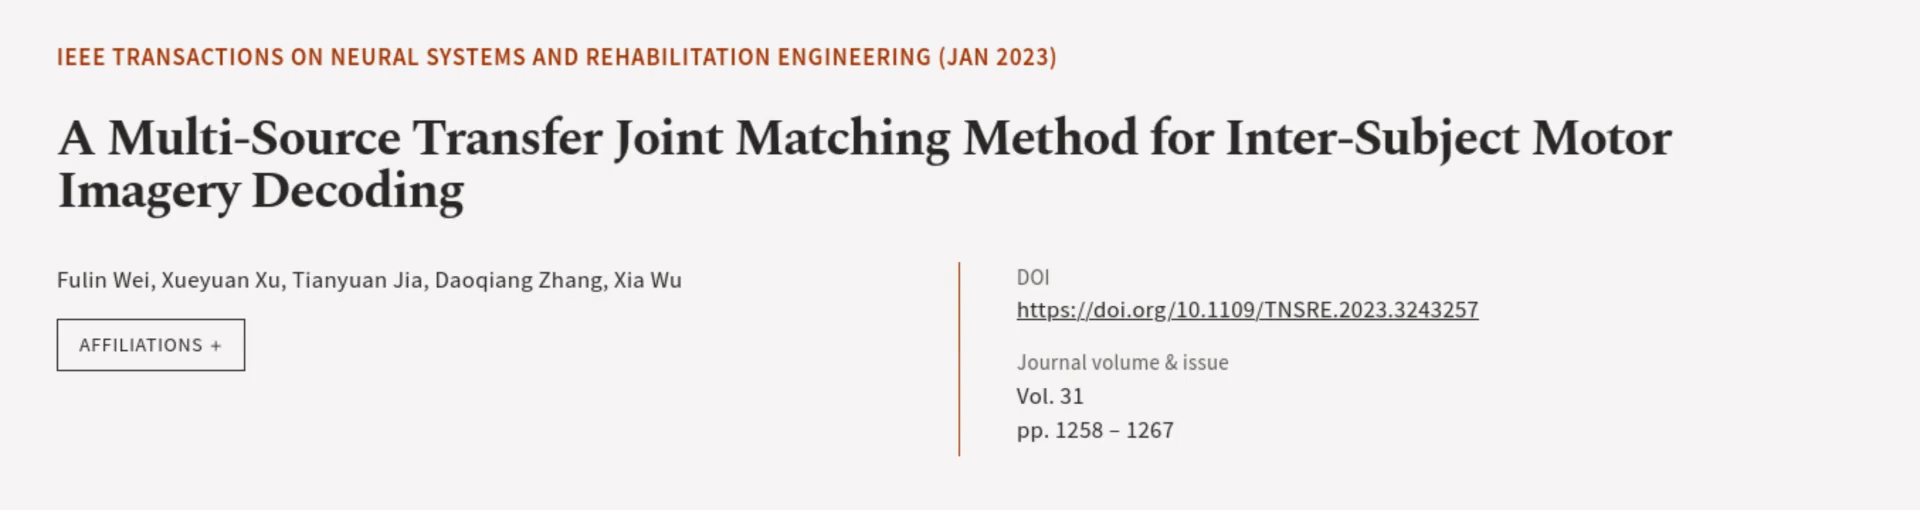 IEEE TRANSACTIONS ON NEURAL SYSTEMS AND REHABILITATION ENGINEERING (JAN 2023)
A Multi-Source Transfer Joint Matching Method for Inter-Subject Motor
Imagery Decoding
Fulin Wei, Xueyuan Xu, Tianyuan Jia, Daoqiang Zhang, Xia Wu
AFFILIATIONS +
DOI
https://doi.org/10.1109/TNSRE.2023.3243257
Journal volume & issue
Vol. 31
pp. 1258 – 1267